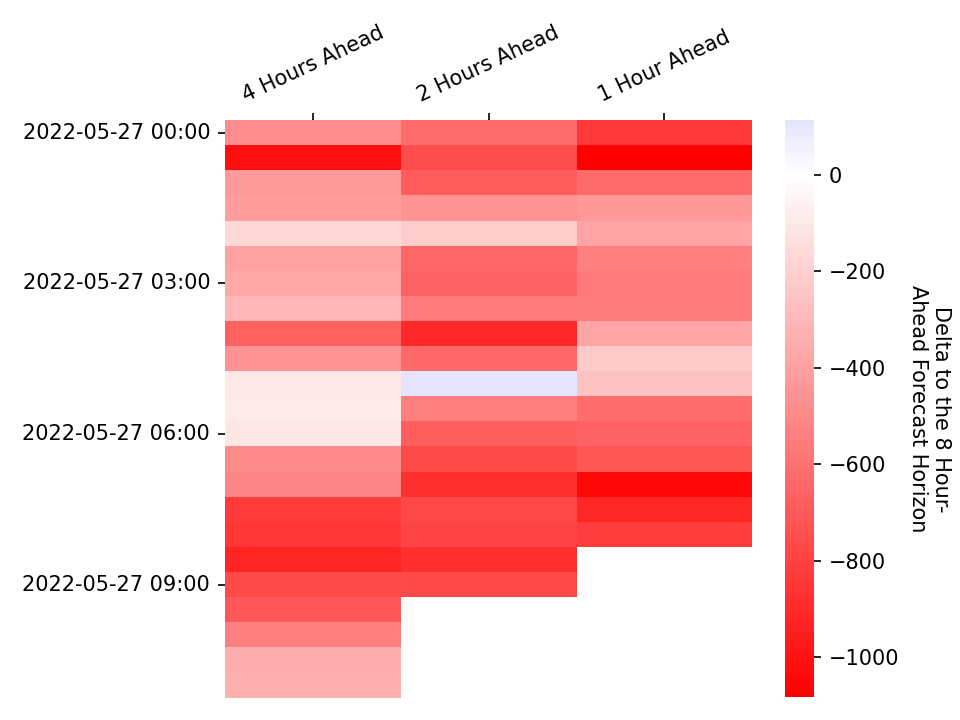 4 Hours Ahead
2 Hours Ahead
1 Hour Ahead
2022-05-27 00:00
2022-05-27 03:00
2022-05-27 06:00
2022-05-27 09:00
0
−200
−400
−600
−800
−1000
Delta to the 8 Hour-
Ahead Forecast Horizon